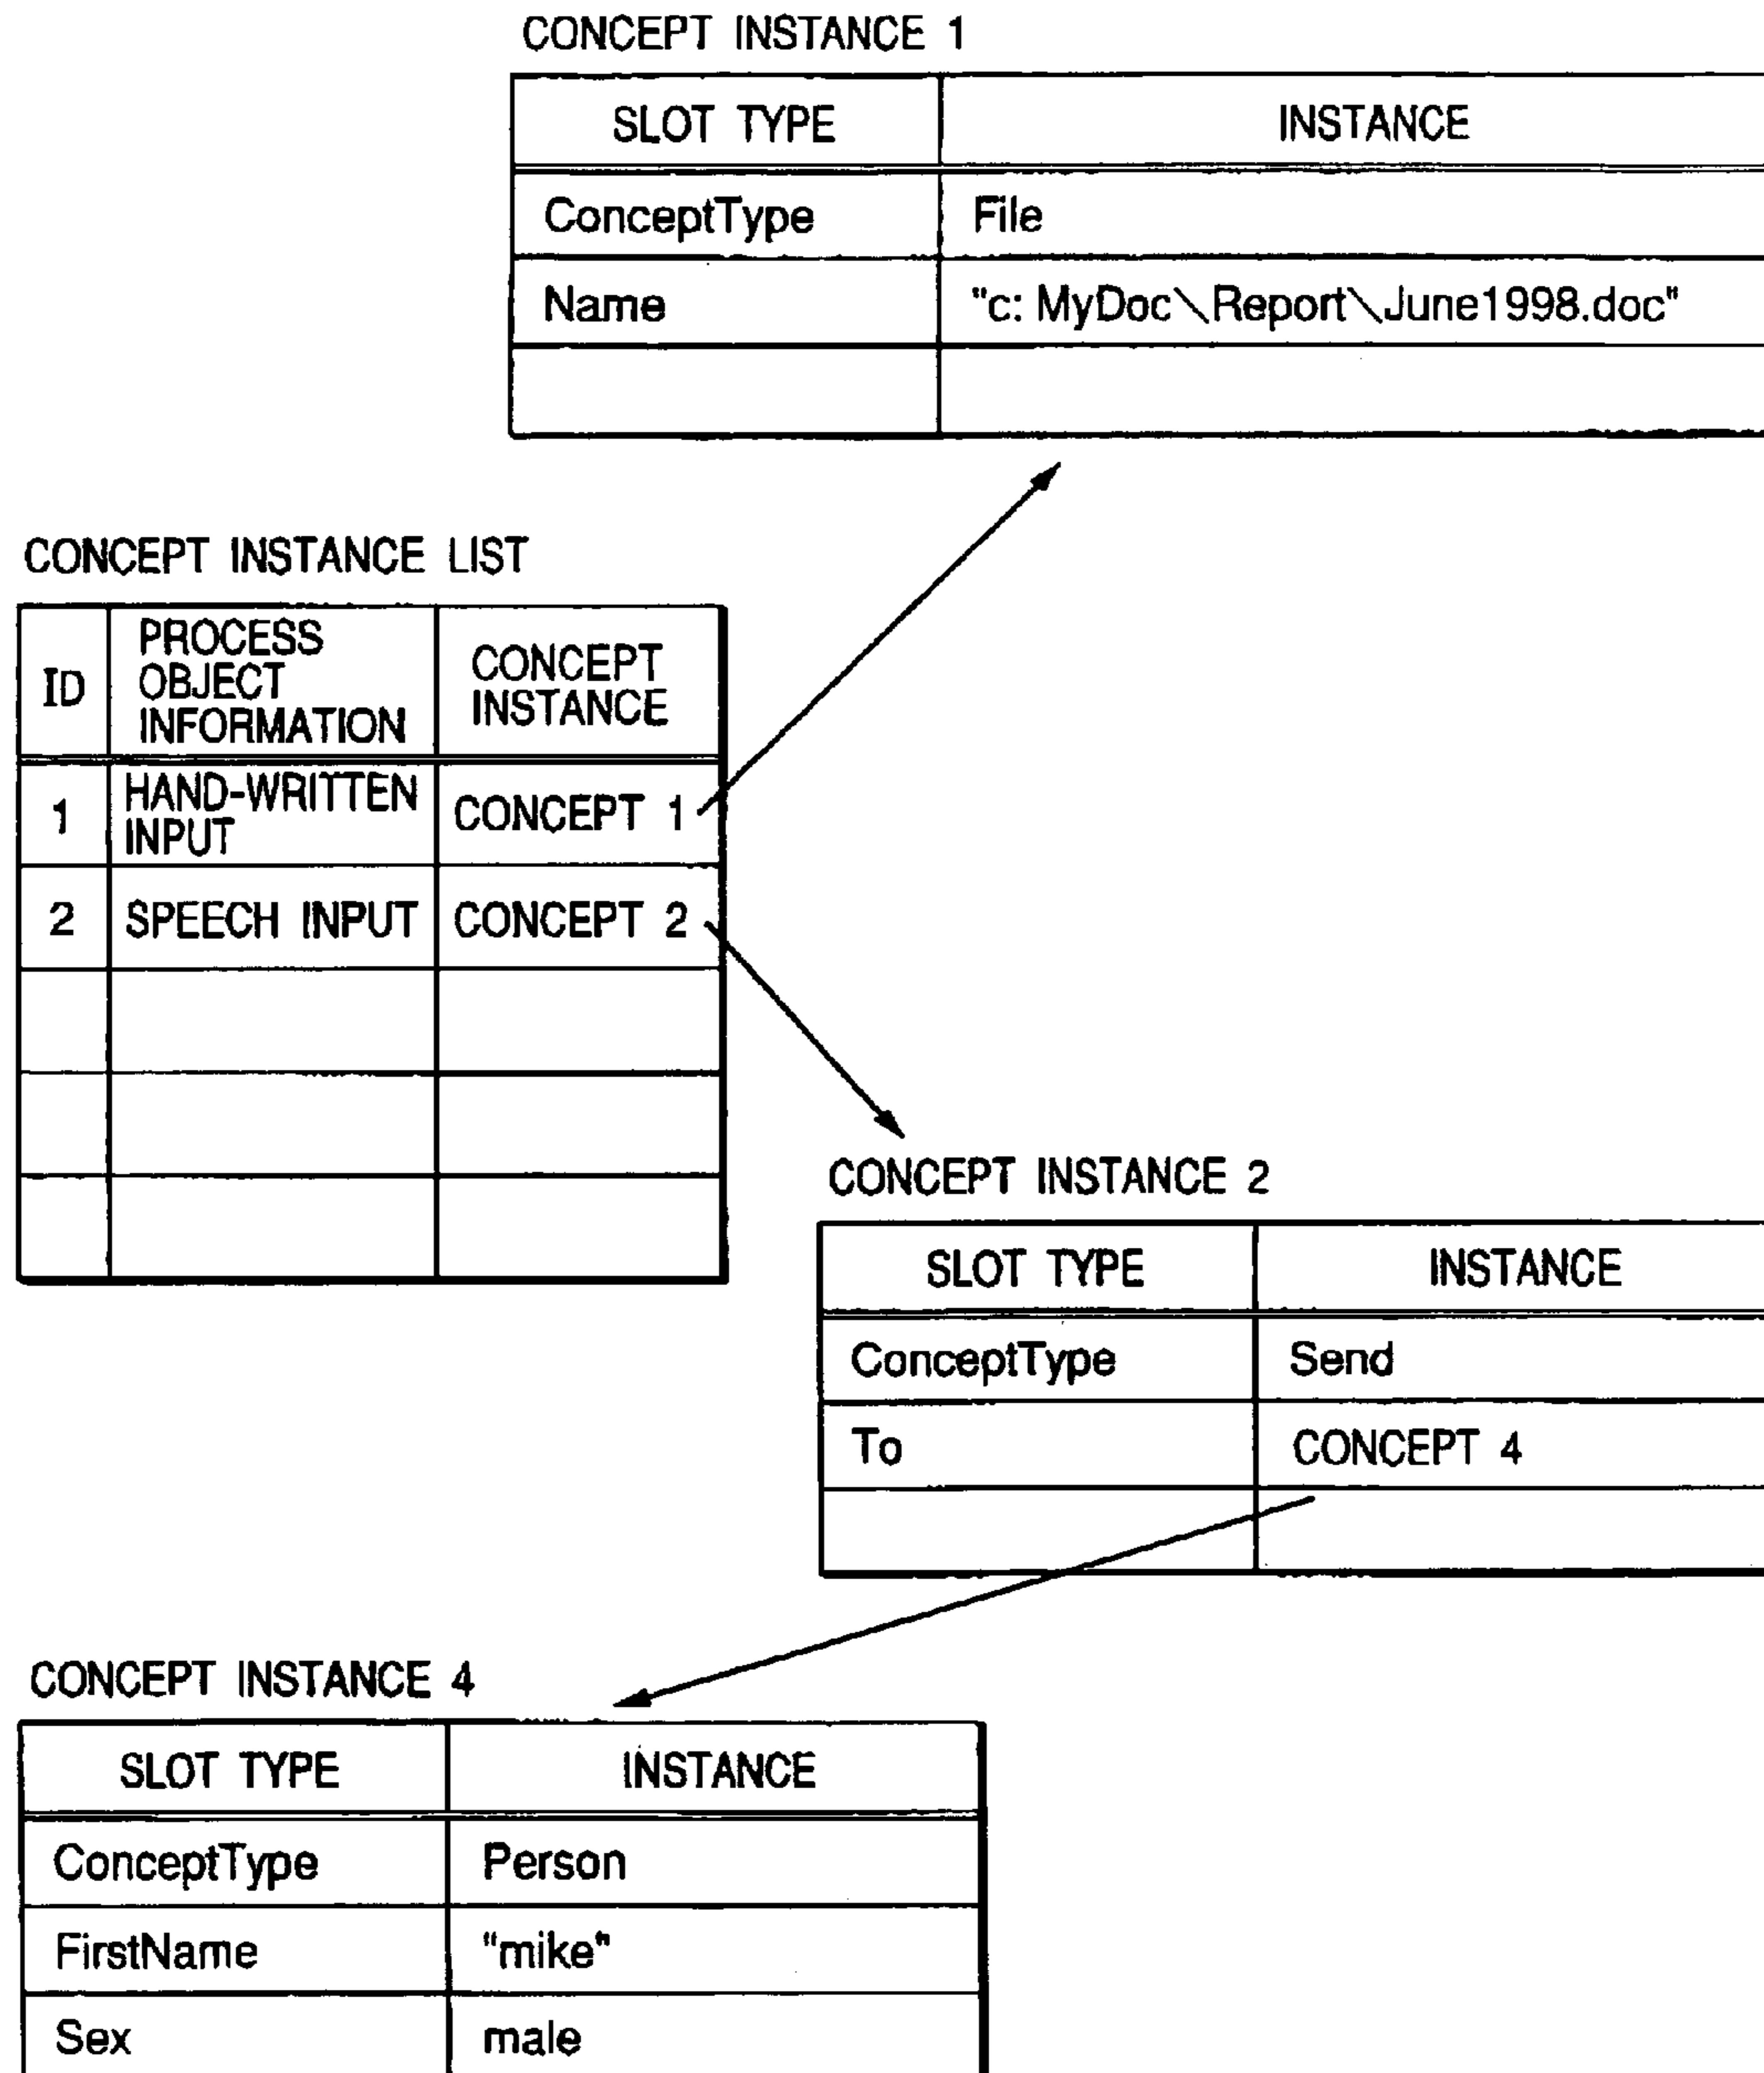 CONCEPT INSTANCE 1
SLOT TYPE INSTANCE
ConceptType File
Name "c: MyDoc\Report\June1998.doc"
CONCEPT INSTANCE LIST
ID PROCESS OBJECT INFORMATION CONCEPT INSTANCE
1 HAND-WRITTEN INPUT CONCEPT 1
2 SPEECH INPUT CONCEPT 2
CONCEPT INSTANCE 2
SLOT TYPE INSTANCE
ConceptType Send
To CONCEPT 4
CONCEPT INSTANCE 4
SLOT TYPE INSTANCE
ConceptType Person
FirstName "mike"
Sex male